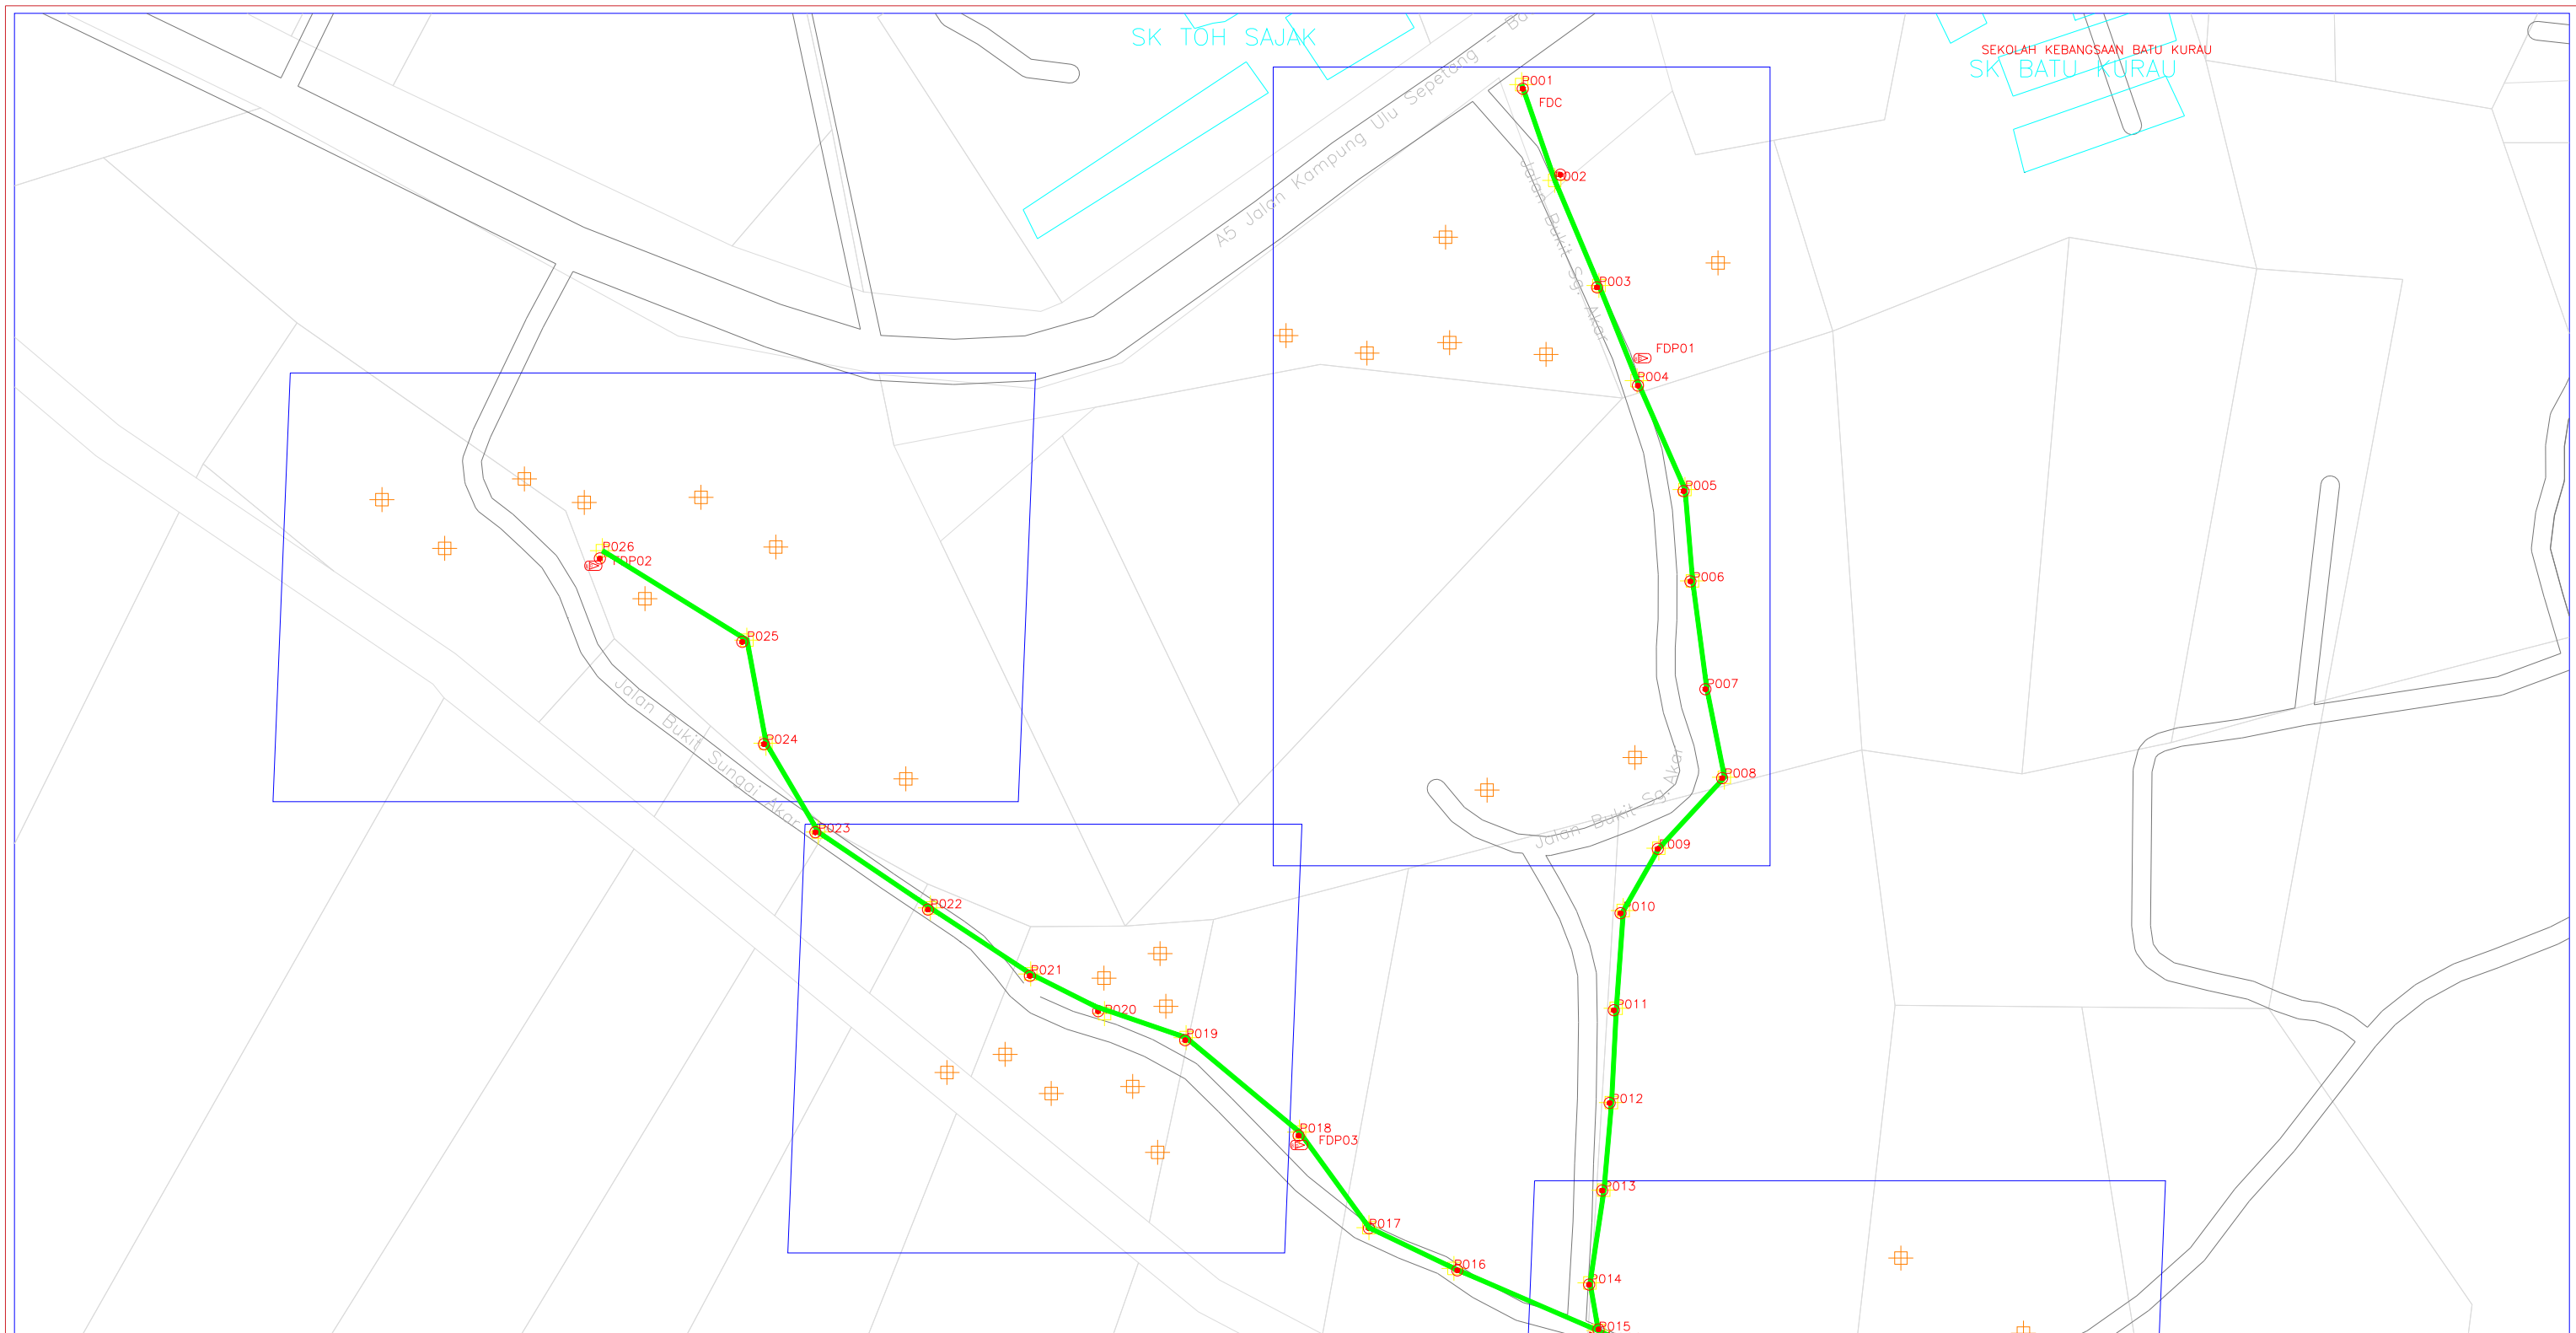 SK TOH SAJAK
SEKOLAH KEBANGSAAN BATU KURAU
SK BATU KURAU
A5 Jalan Kampung Ulu Sepetang –
P001
FDC
P002
Jalan Bukit Sg. Akar
P003
FDP01
P004
P005
P006
P007
P008
Jalan Bukit Sg. Akar
P009
P010
P011
P012
P013
P014
P015
P016
P017
P018
FDP03
P019
P020
P021
P022
P023
P024
P025
P026
FDP02
Jalan Bukit Sungai Akar